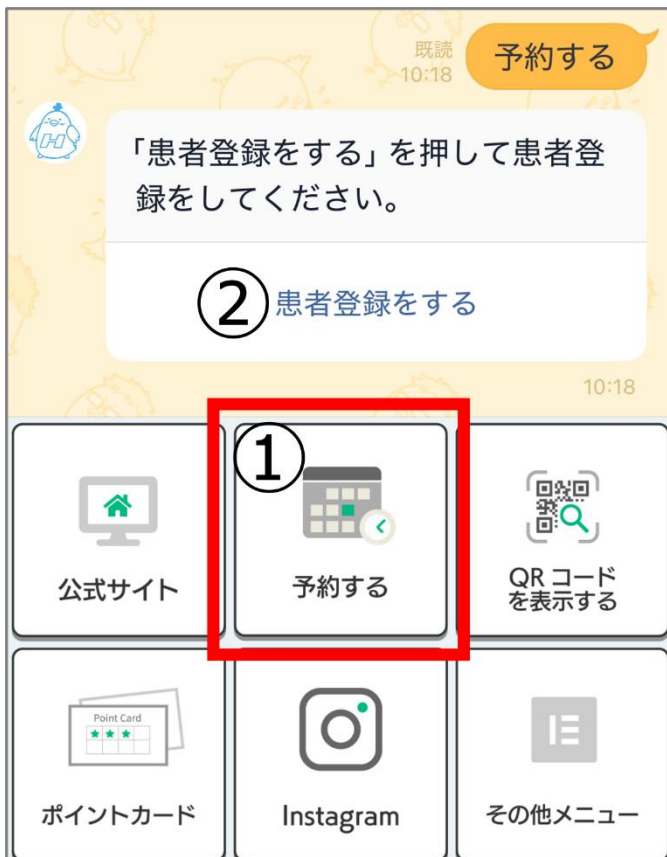 既読
10:18
予約する
「患者登録をする」を押して患者登
録をしてください。
②患者登録をする
10:18
①
公式サイト
予約する
QR コード
を表示する
Point Card
ポイントカード
Instagram
その他メニュー